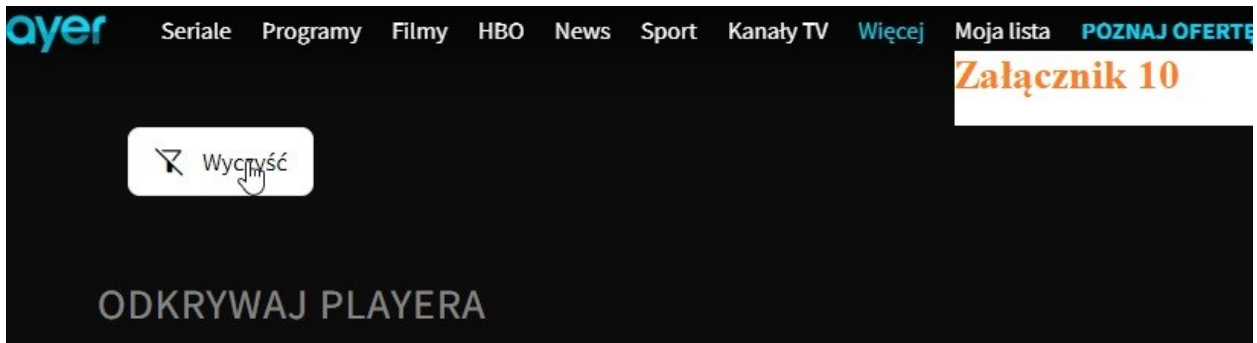 ayer Seriale Programy Filmy HBO News Sport Kanały TV Więcej Moja lista POZNAJ OFERTĘ
Załącznik 10
Wyczyść
ODKRYWAJ PLAYERA